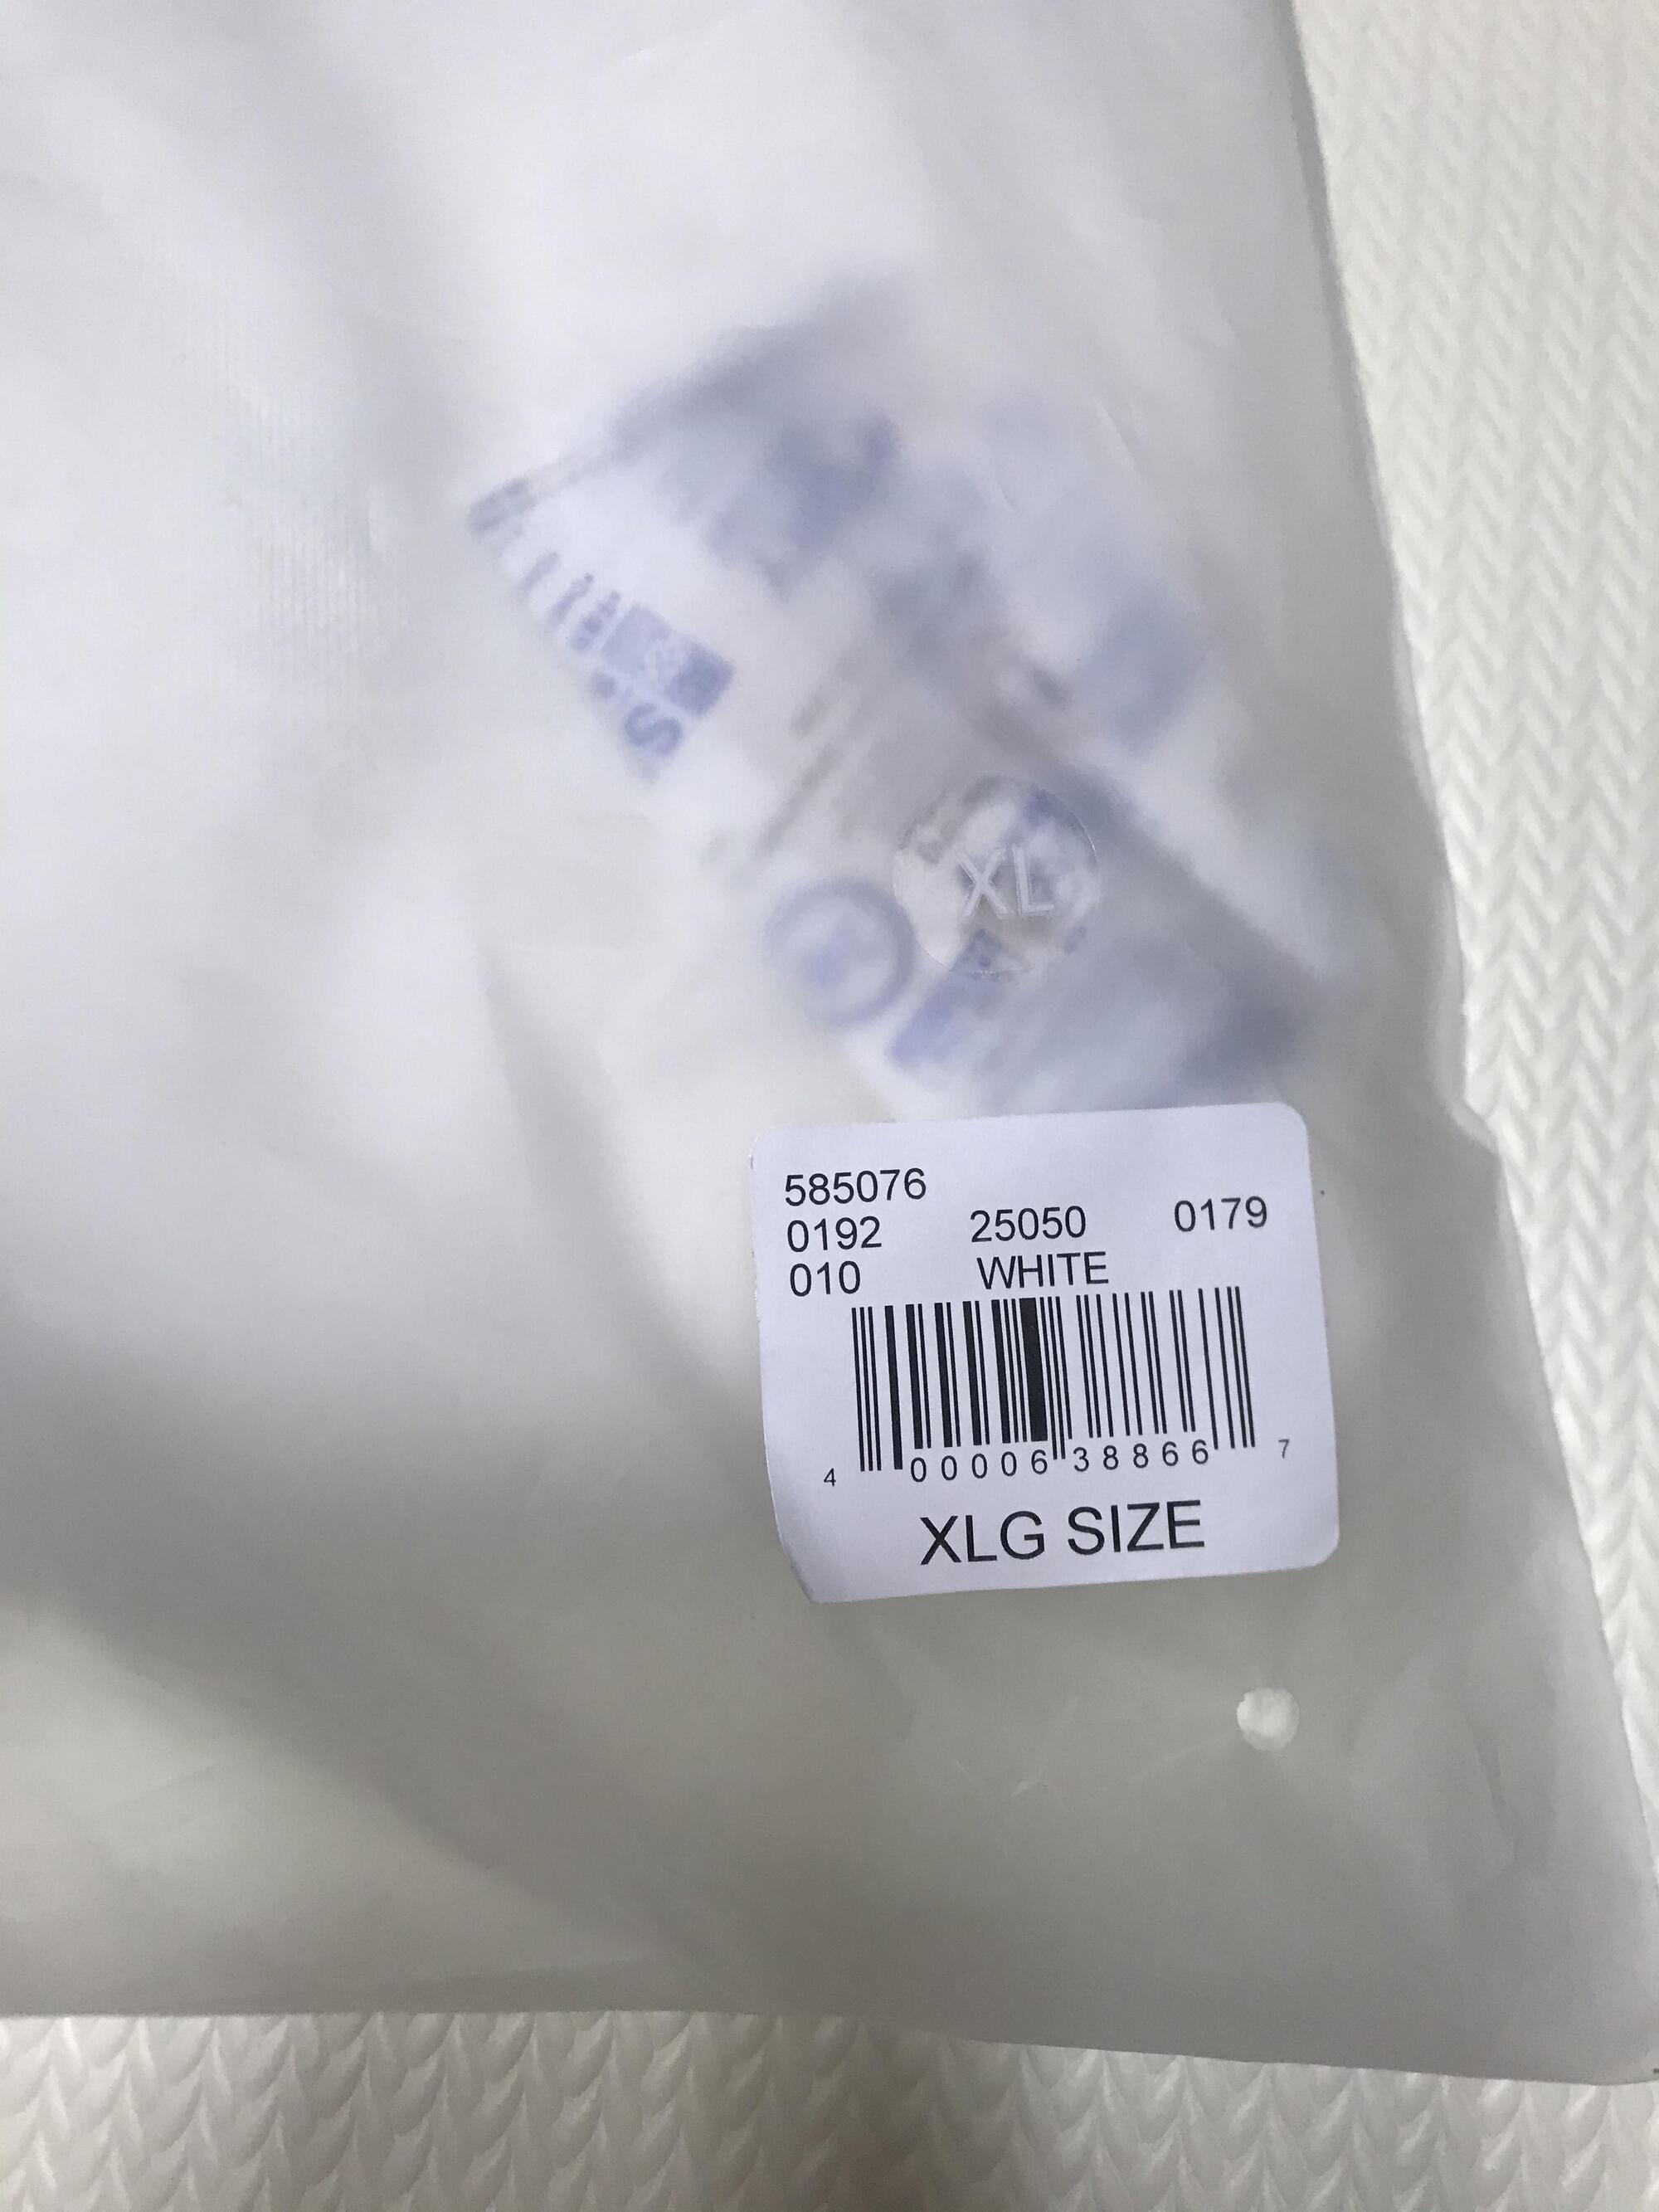 XL
585076
0192 25050 0179
010 WHITE
4 00006 38866 7
XLG SIZE